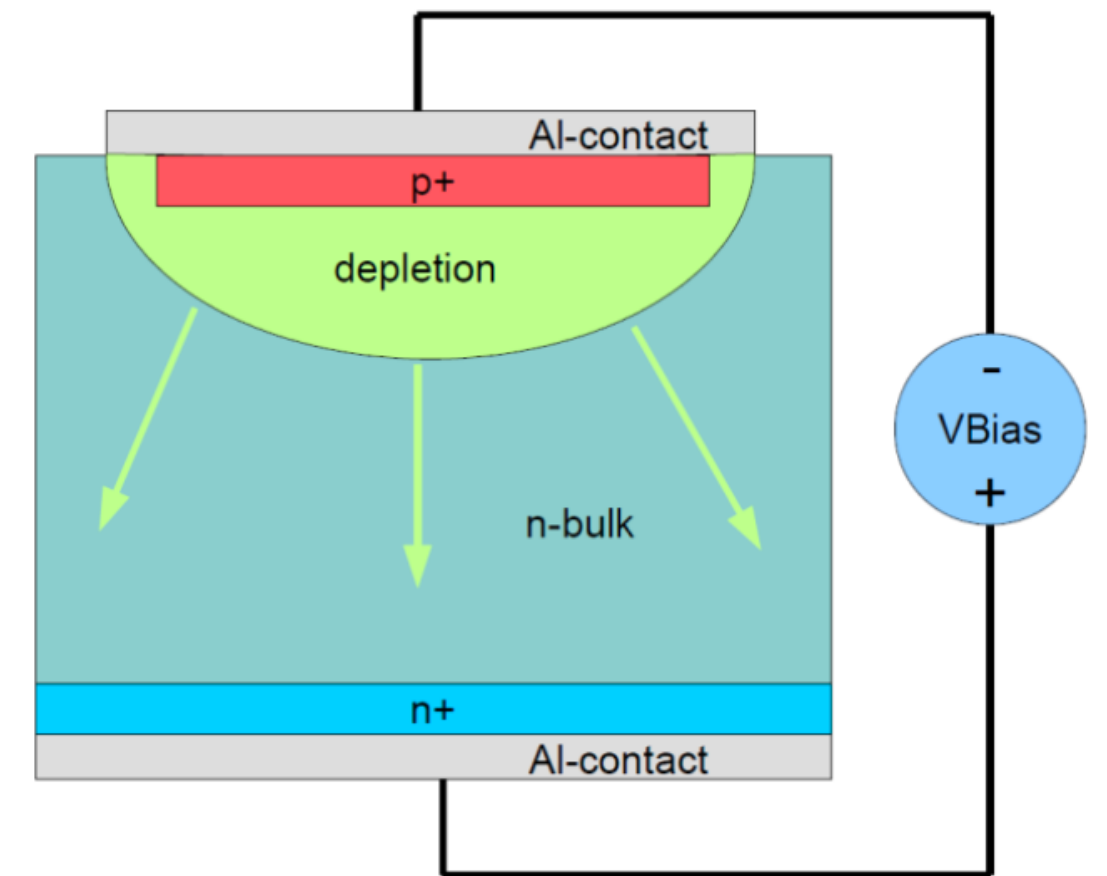 Al-contact
p+
depletion
-
VBias
+
n-bulk
n+
Al-contact